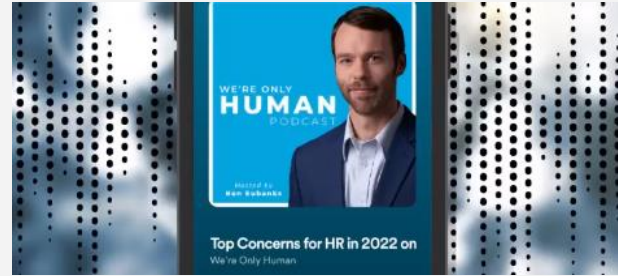 WE'RE ONLY
HUMAN
PODCAST
Hosted By
Ben Eubanks
Top Concerns for HR in 2022 on
We're Only Human